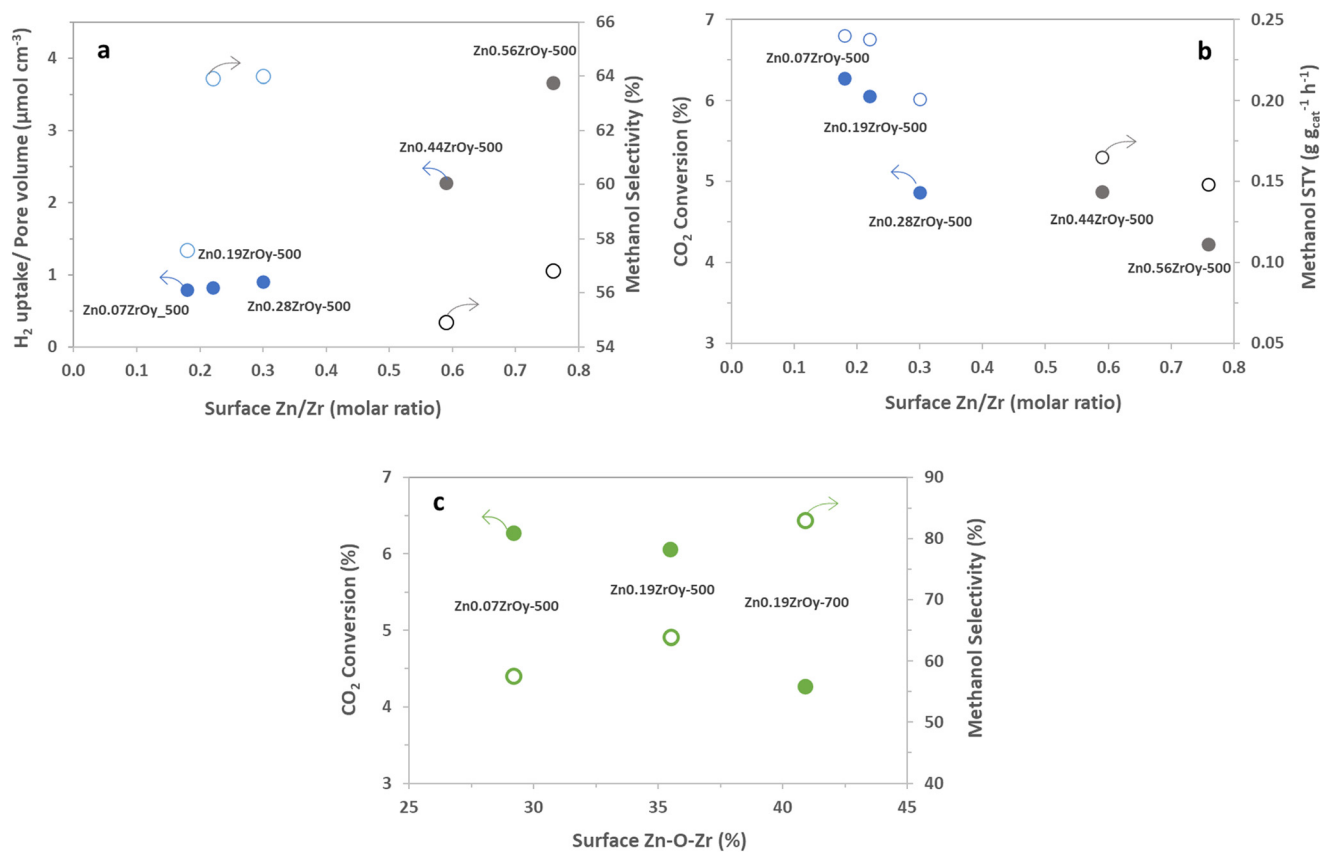 a
H2 uptake/ Pore volume (µmol cm-3)
4
3
2
1
0
66
64
62
60
58
56
54
Methanol Selectivity (%)
Zn0.56ZrOy-500
Zn0.44ZrOy-500
Zn0.19ZrOy-500
Zn0.07ZrOy_500
Zn0.28ZrOy-500
0.0 0.1 0.2 0.3 0.4 0.5 0.6 0.7 0.8
Surface Zn/Zr (molar ratio)
b
CO2 Conversion (%)
7
6
5
4
3
0.25
0.20
0.15
0.10
0.05
Methanol STY (g gcat-1 h-1)
Zn0.07ZrOy-500
Zn0.19ZrOy-500
Zn0.28ZrOy-500
Zn0.44ZrOy-500
Zn0.56ZrOy-500
0.0 0.1 0.2 0.3 0.4 0.5 0.6 0.7 0.8
Surface Zn/Zr (molar ratio)
c
CO2 Conversion (%)
7
6
5
4
3
90
80
70
60
50
40
Methanol Selectivity (%)
Zn0.07ZrOy-500
Zn0.19ZrOy-500
Zn0.19ZrOy-700
25 30 35 40 45
Surface Zn-O-Zr (%)